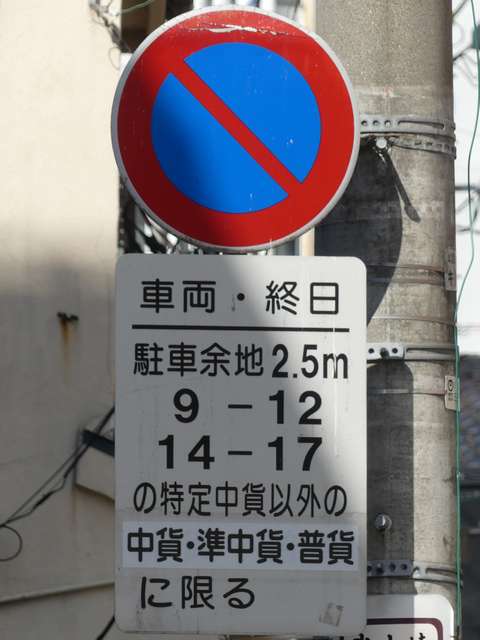 車両・終日
駐車余地2.5m
9－12
14－17
の特定中貨以外の
中貨・準中貨・普貨
に限る